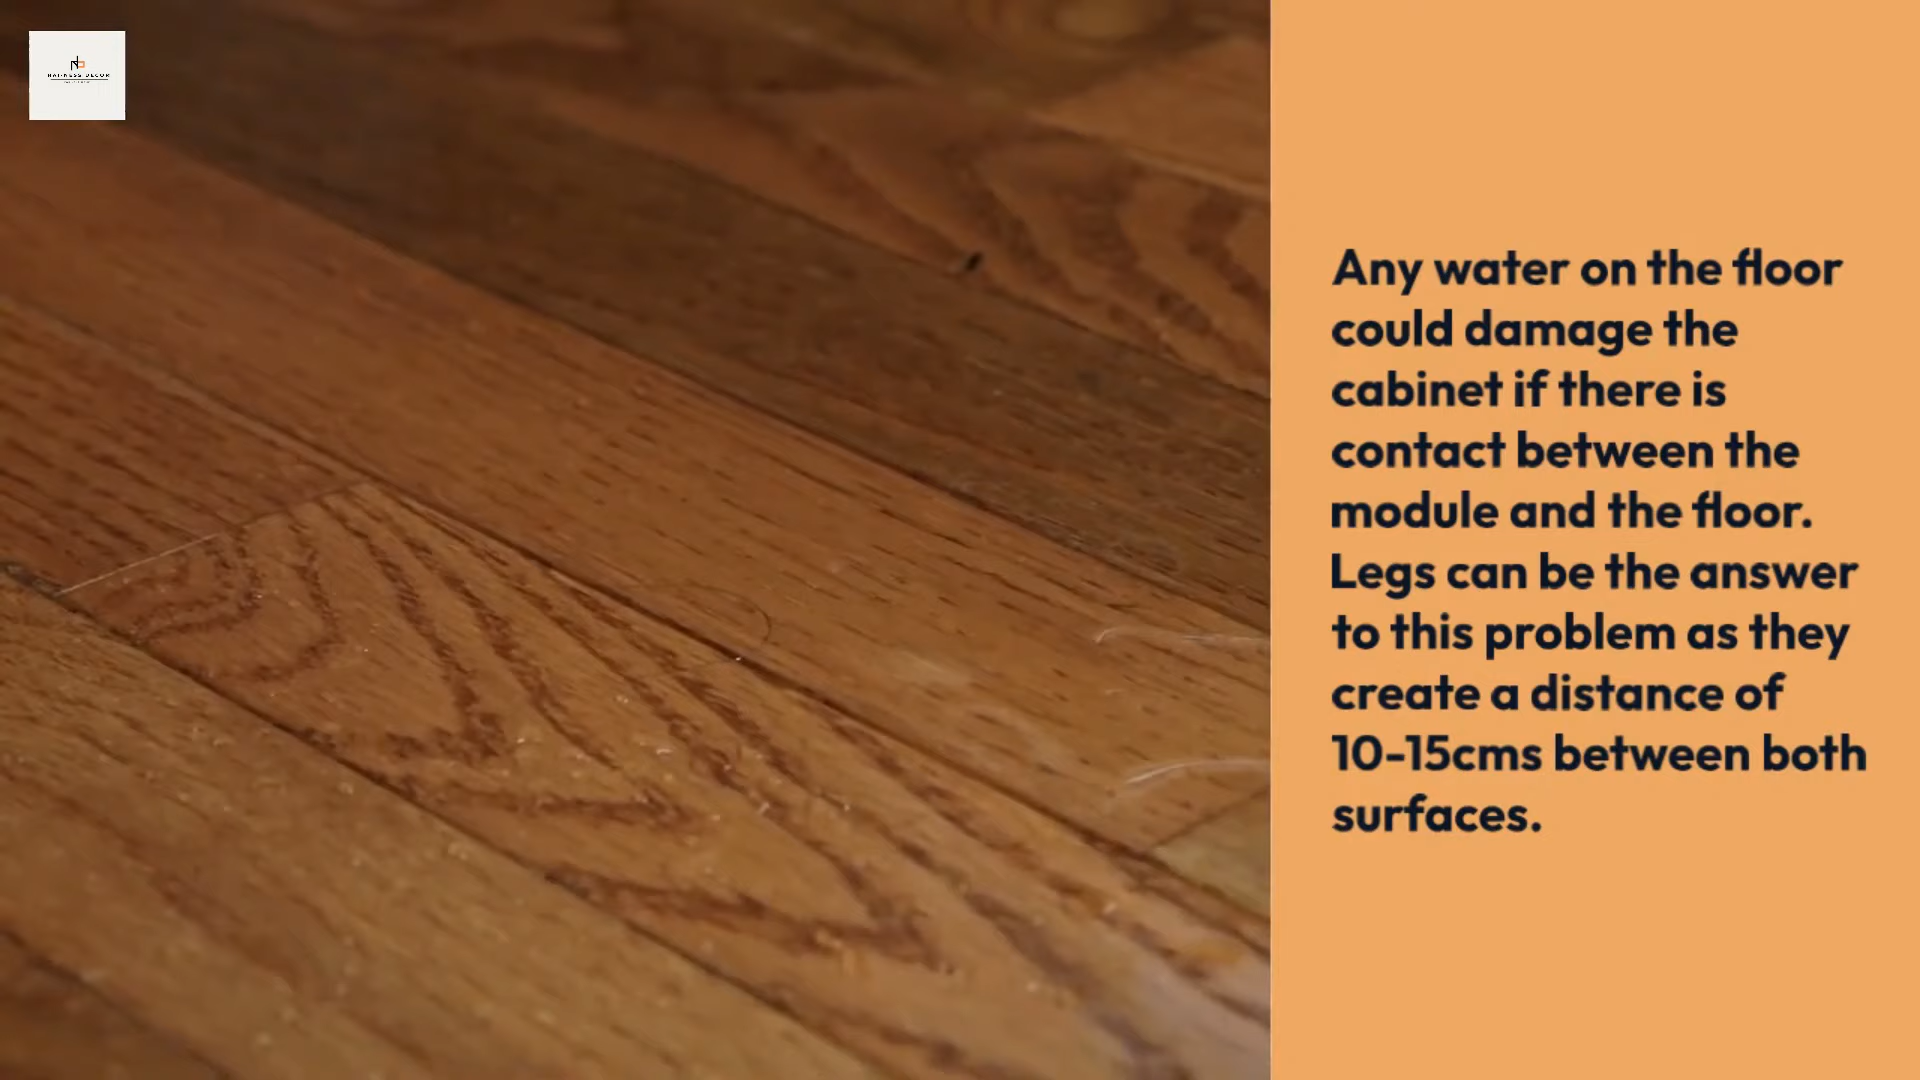 Any water on the floor
could damage the
cabinet if there is
contact between the
module and the floor.
Legs can be the answer
to this problem as they
create a distance of
10-15cms between both
surfaces.